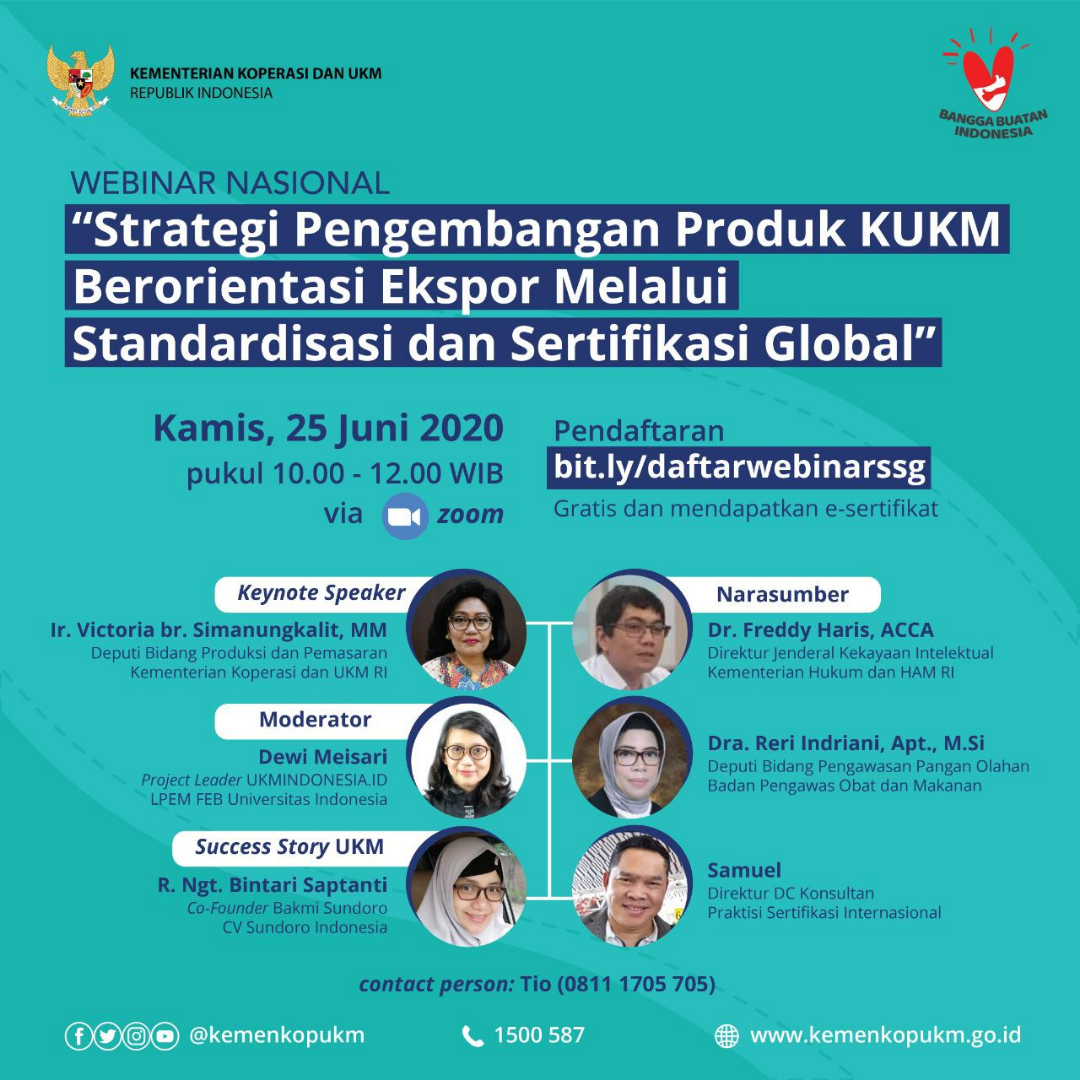 KEMENTERIAN KOPERASI DAN UKM
REPUBLIK INDONESIA
BANGGA BUATAN
INDONESIA
WEBINAR NASIONAL
“Strategi Pengembangan Produk KUKM
Berorientasi Ekspor Melalui
Standardisasi dan Sertifikasi Global”
Kamis, 25 Juni 2020
pukul 10.00 - 12.00 WIB
via zoom
Pendaftaran
bit.ly/daftarwebinarssg
Gratis dan mendapatkan e-sertifikat
Keynote Speaker
Ir. Victoria br. Simanungkalit, MM
Deputi Bidang Produksi dan Pemasaran
Kementerian Koperasi dan UKM RI
Moderator
Dewi Meisari
Project Leader UKMINDONESIA.ID
LPEM FEB Universitas Indonesia
Success Story UKM
R. Ngt. Bintari Saptanti
Co-Founder Bakmi Sundoro
CV Sundoro Indonesia
Narasumber
Dr. Freddy Haris, ACCA
Direktur Jenderal Kekayaan Intelektual
Kementerian Hukum dan HAM RI
Dra. Reri Indriani, Apt., M.Si
Deputi Bidang Pengawasan Pangan Olahan
Badan Pengawas Obat dan Makanan
Samuel
Direktur DC Konsultan
Praktisi Sertifikasi Internasional
contact person: Tio (0811 1705 705)
@kemenkopukm
1500 587
www.kemenkopukm.go.id